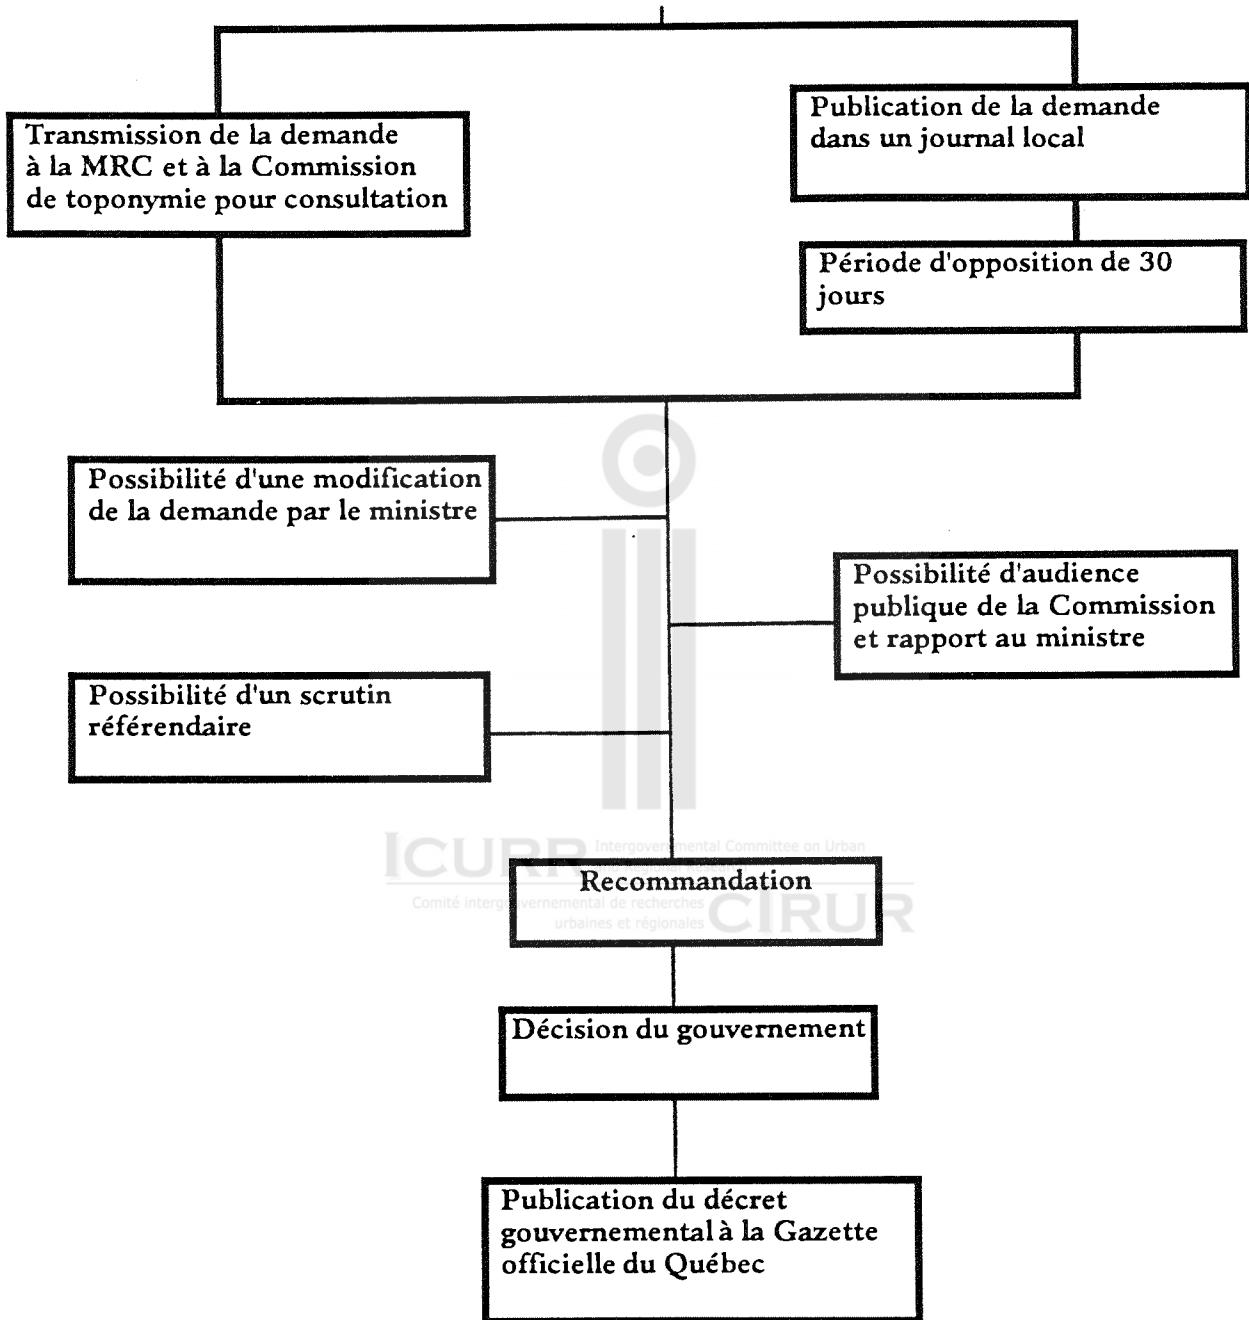 Transmission de la demande
à la MRC et à la Commission
de toponymie pour consultation
Publication de la demande
dans un journal local
Période d'opposition de 30
jours
Possibilité d'une modification
de la demande par le ministre
Possibilité d'audience
publique de la Commission
et rapport au ministre
Possibilité d'un scrutin
référendaire
ICURR
Intergovernmental Committee on Urban
and Regional Research
Recommandation
Comité intergouvernemental de recherches
urbaines et régionales
CIRUR
Décision du gouvernement
Publication du décret
gouvernemental à la Gazette
officielle du Québec